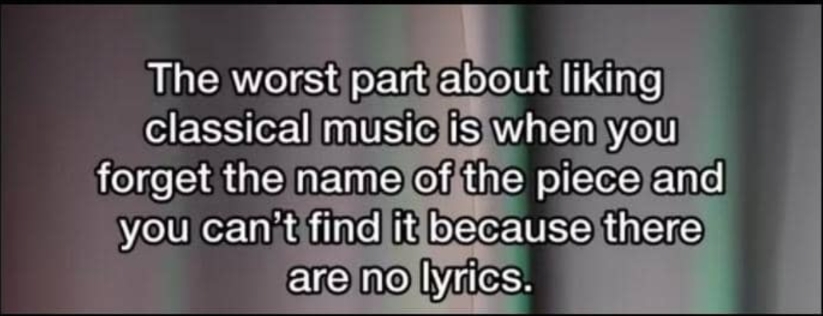 The worst part about liking
classical music is when you
forget the name of the piece and
you can't find it because there
are no lyrics.